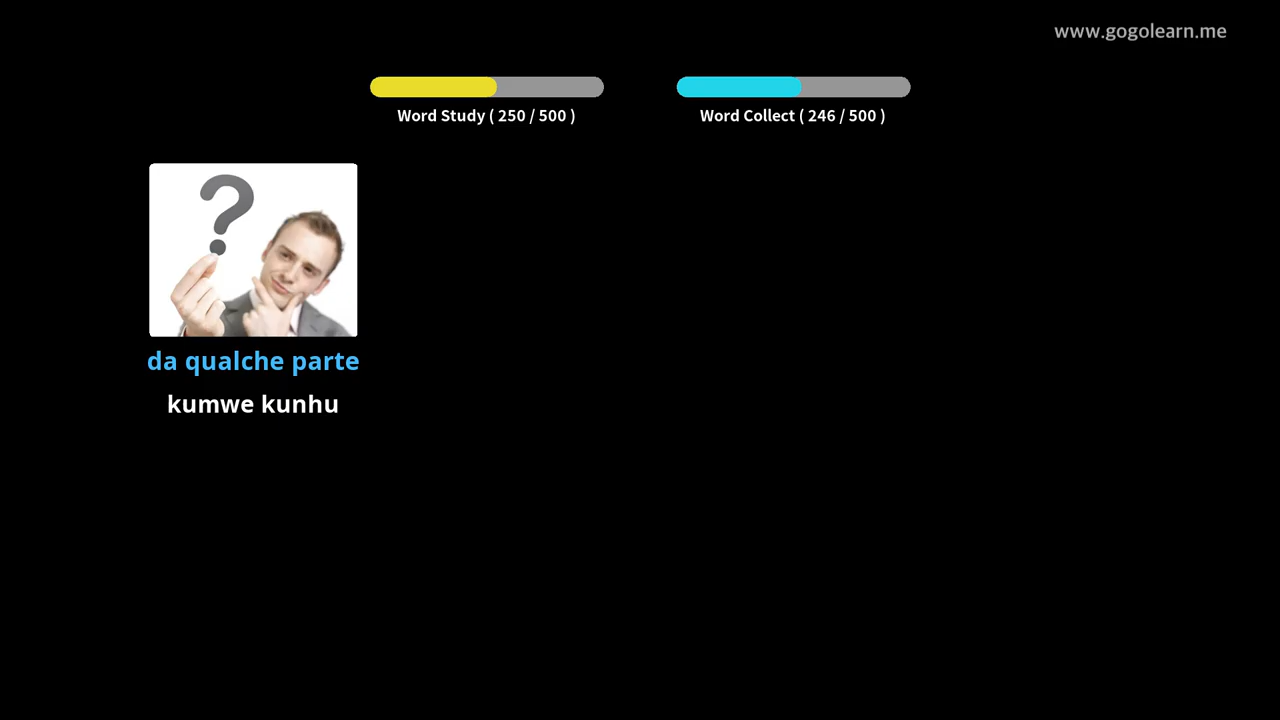 www.gogolearn.me
Word Study ( 250 / 500 )
Word Collect ( 246 / 500 )
da qualche parte
kumwe kunhu